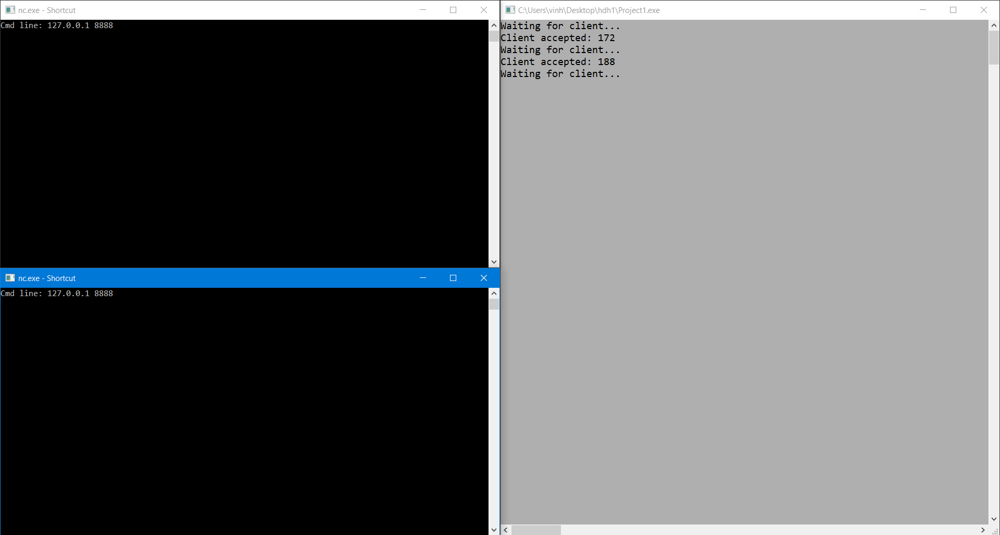 nc.exe - Shortcut
Cmd line: 127.0.0.1 8888
nc.exe - Shortcut
Cmd line: 127.0.0.1 8888
C:\Users\vinh\Desktop\hdh1\Project1.exe
Waiting for client...
Client accepted: 172
Waiting for client...
Client accepted: 188
Waiting for client...